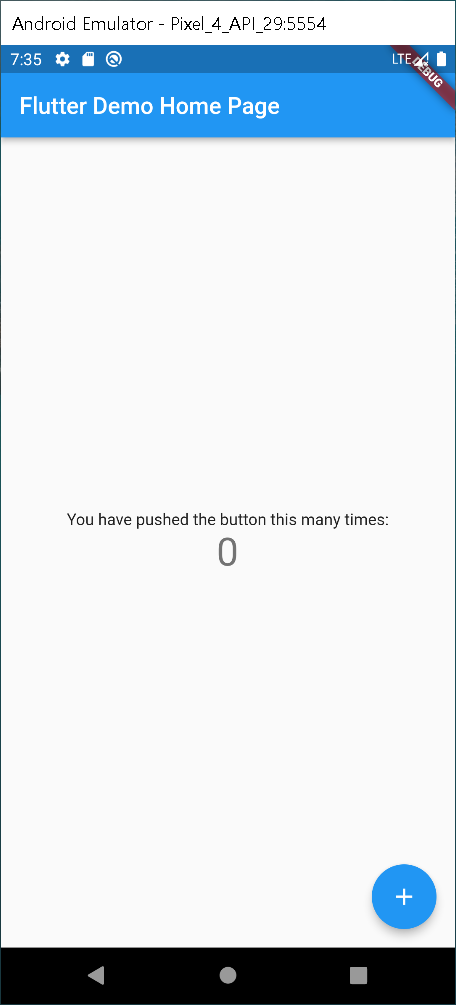 Android Emulator - Pixel_4_API_29:5554
7:35
LTE
DEBUG
Flutter Demo Home Page
You have pushed the button this many times:
0